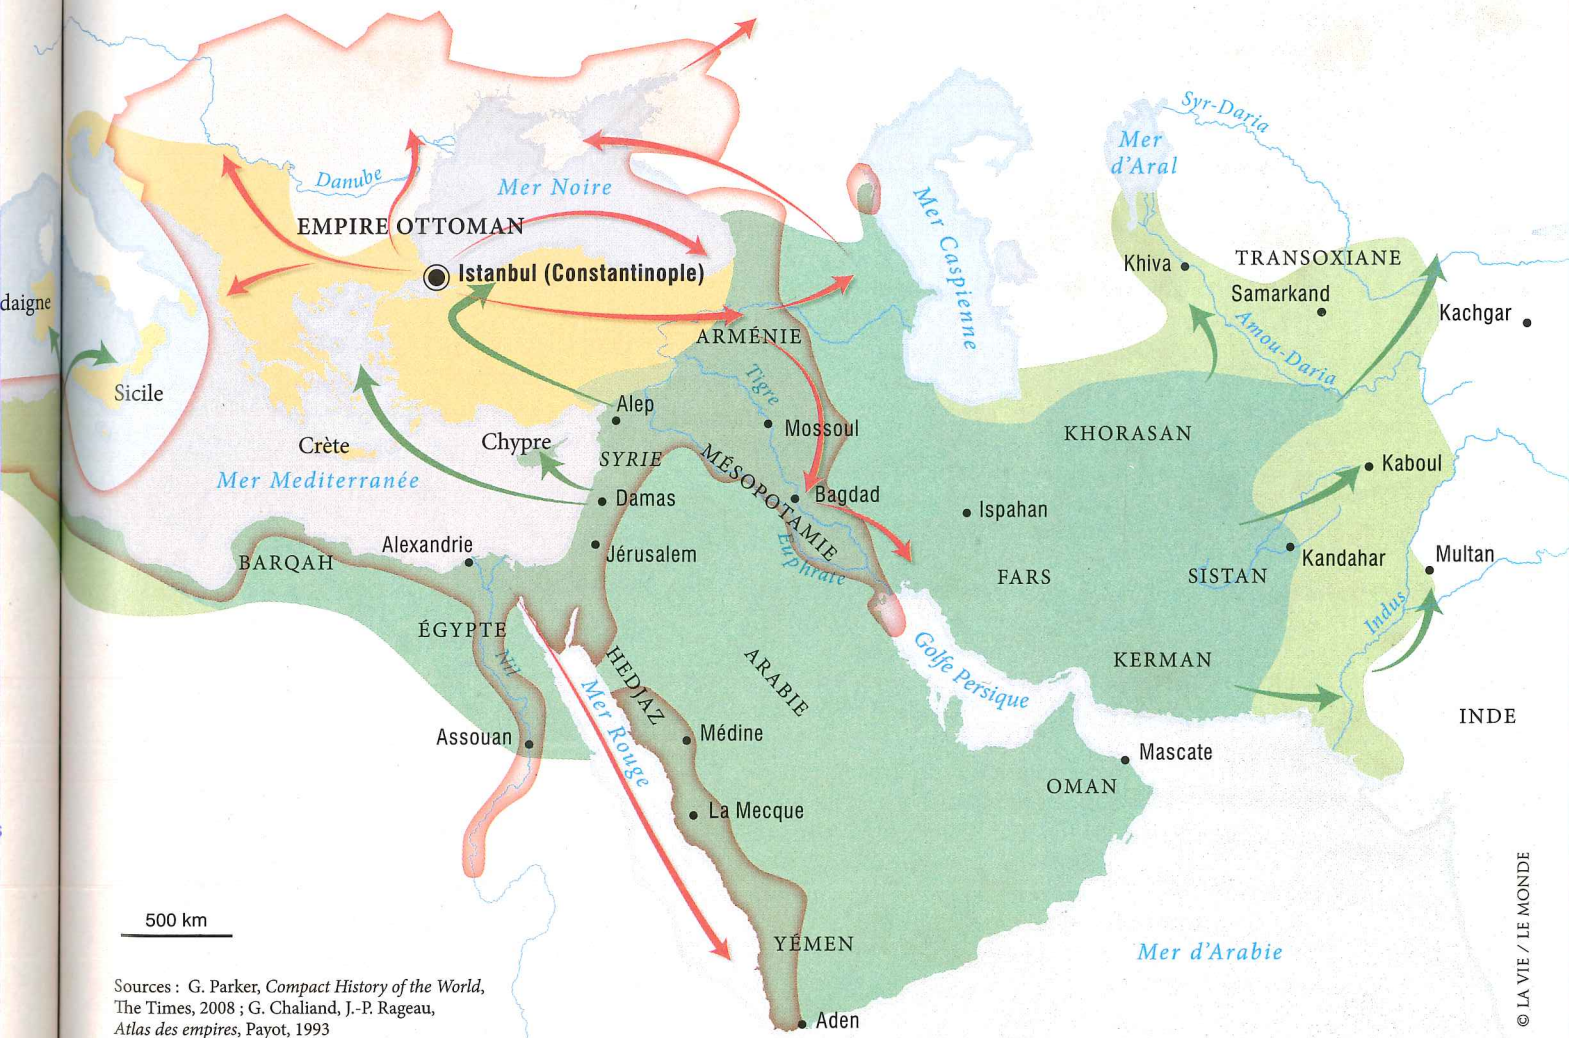 Syr-Daria
Mer
d'Aral
Danube
Mer Noire
EMPIRE OTTOMAN
Mer Caspienne
TRANSOXIANE
Khiva
Istanbul (Constantinople)
Samarkand
daigne
Kachgar
Amou-Daria
ARMÉNIE
Tigre
Sicile
Alep
Mossoul
KHORASAN
Crète
Chypre
SYRIE
MÉSOPOTAMIE
Kaboul
Mer Mediterranée
Damas
Bagdad
Ispahan
Alexandrie
Jérusalem
Euphrate
Kandahar
Multan
BARQAH
FARS
SISTAN
Indus
ÉGYPTE
Nil
HEDJAZ
ARABIE
Golfe Persique
KERMAN
Mer Rouge
INDE
Assouan
Médine
Mascate
OMAN
La Mecque
500 km
YÉMEN
Mer d'Arabie
Sources : G. Parker, Compact History of the World,
The Times, 2008 ; G. Chaliand, J.-P. Rageau,
Atlas des empires, Payot, 1993
Aden
© LA VIE / LE MONDE